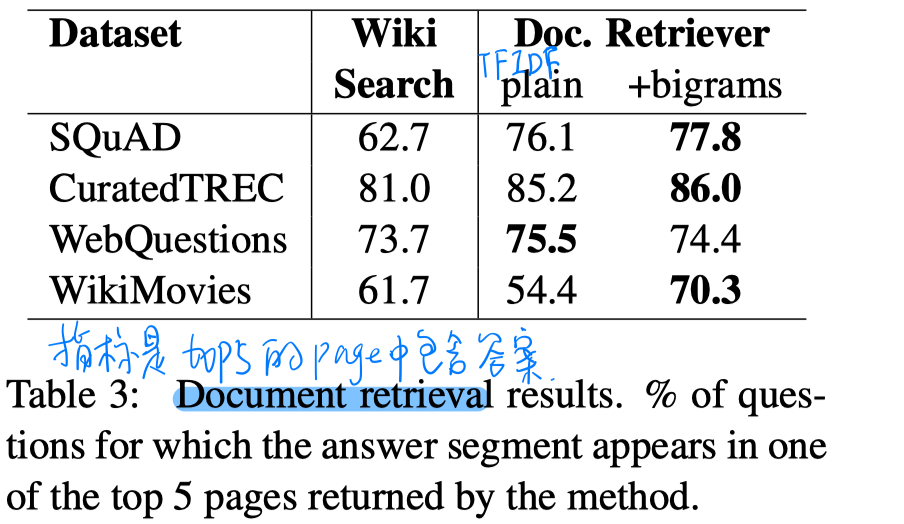 Dataset Wiki Doc. Retriever
TFIDF
Search plain +bigrams
SQuAD 62.7 76.1 77.8
CuratedTREC 81.0 85.2 86.0
WebQuestions 73.7 75.5 74.4
WikiMovies 61.7 54.4 70.3
指标是 top5 的 page 中包含答案.
Table 3: Document retrieval results. % of ques-
tions for which the answer segment appears in one
of the top 5 pages returned by the method.